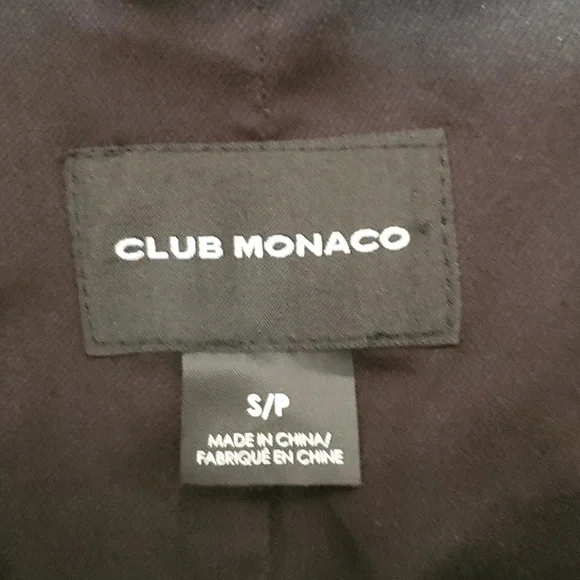 CLUB MONACO
S/P
MADE IN CHINA/
FABRIQUÉ EN CHINE